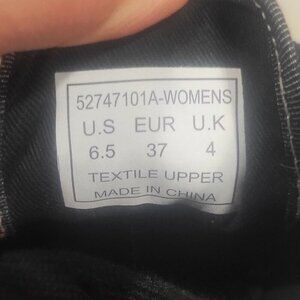 52747101A-WOMENS
U.S EUR U.K
6.5 37 4
TEXTILE UPPER
MADE IN CHINA